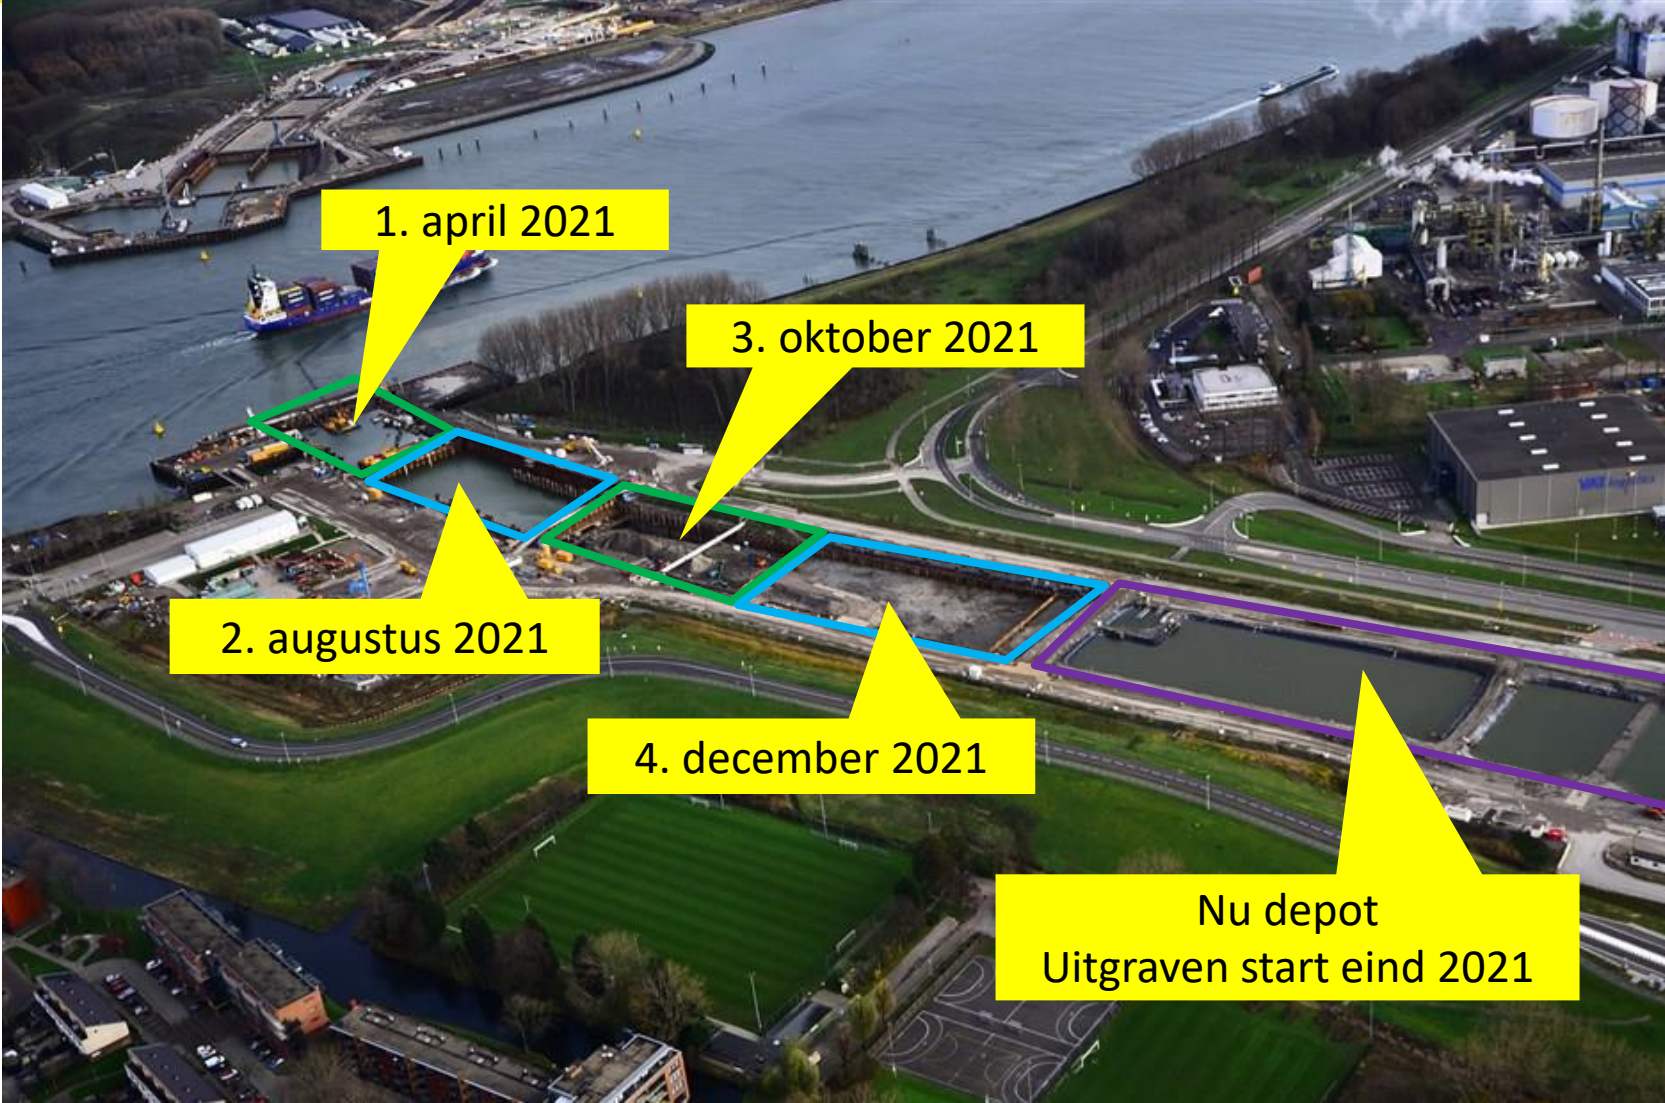 1. april 2021
3. oktober 2021
2. augustus 2021
4. december 2021
Nu depot
Uitgraven start eind 2021